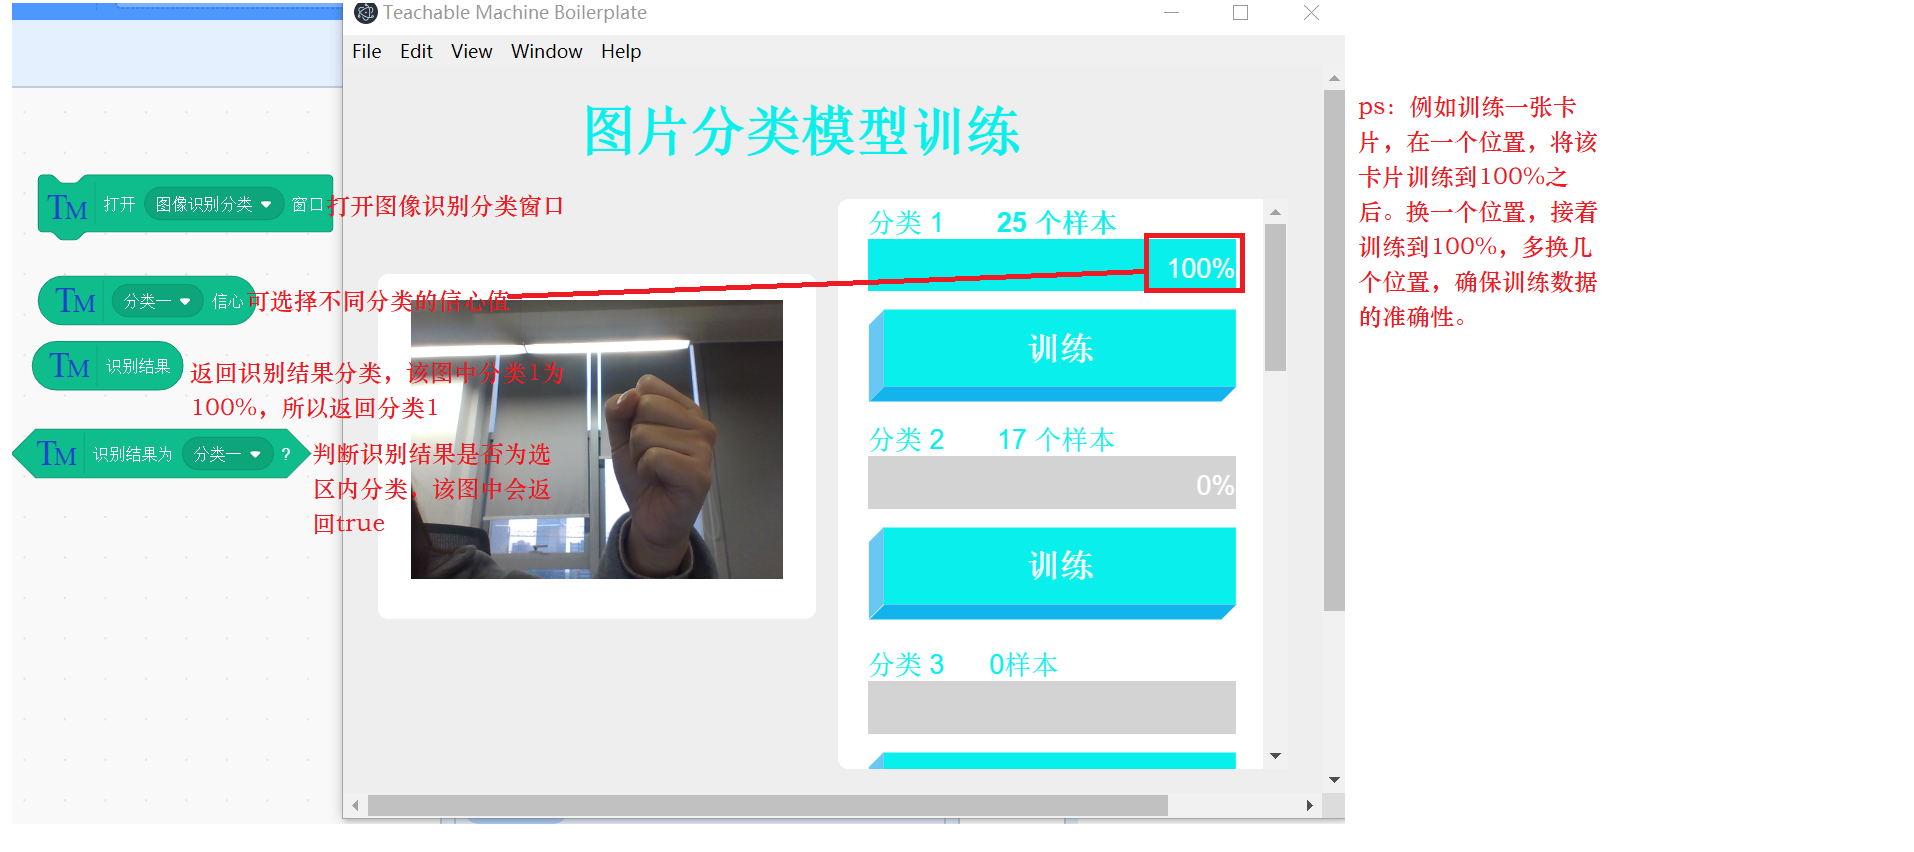 Teachable Machine Boilerplate
File Edit View Window Help
图片分类模型训练
TM 打开 图像识别分类 窗口
打开图像识别分类窗口
TM 分类一 信心
可选择不同分类的信心值
TM 识别结果
返回识别结果分类，该图中分类1为
100%，所以返回分类1
TM 识别结果为 分类一 ?
判断识别结果是否为选
区内分类，该图中会返
回true
分类 1 25 个样本
100%
训练
分类 2 17 个样本
0%
训练
分类 3 0样本
ps：例如训练一张卡
片，在一个位置，将该
卡片训练到100%之
后。换一个位置，接着
训练到100%，多换几
个位置，确保训练数据
的准确性。